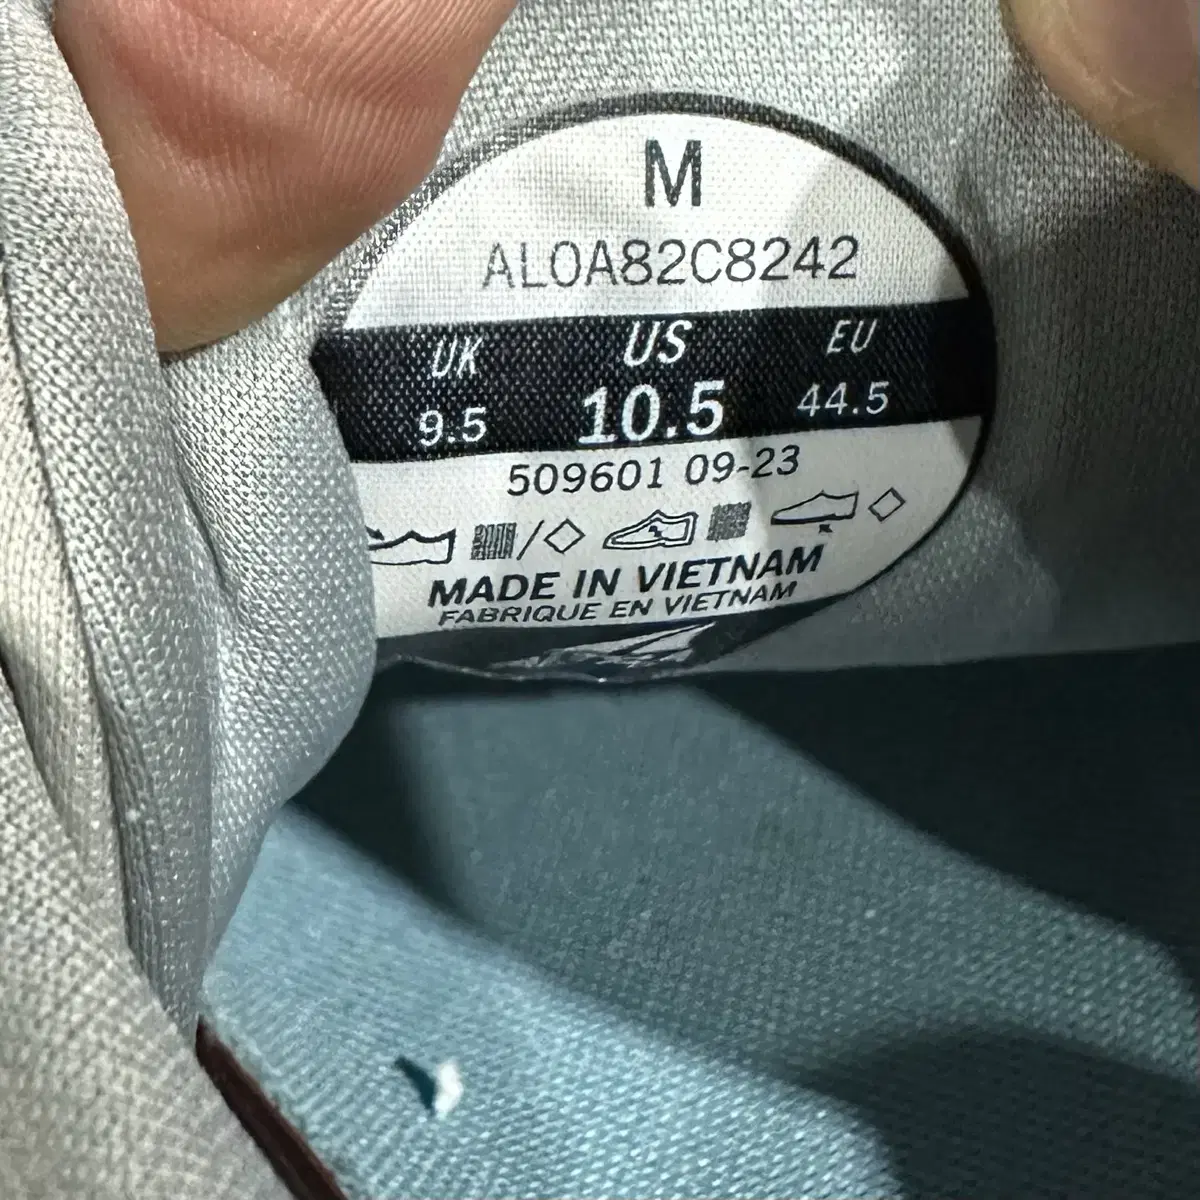 M
AL0A82C8242
UK US EU
9.5 10.5 44.5
509601 09-23
MADE IN VIETNAM
FABRIQUE EN VIETNAM